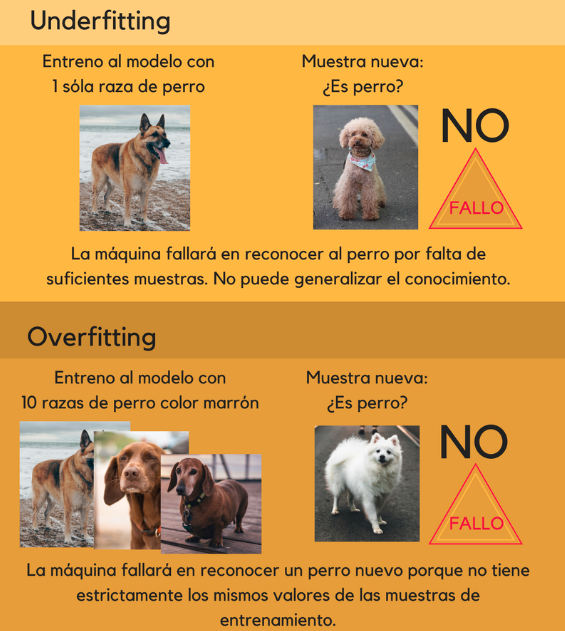 Underfitting
Entreno al modelo con
1 sóla raza de perro
Muestra nueva:
¿Es perro?
NO
FALLO
La máquina fallará en reconocer al perro por falta de
suficientes muestras. No puede generalizar el conocimiento.
Overfitting
Entreno al modelo con
10 razas de perro color marrón
Muestra nueva:
¿Es perro?
NO
FALLO
La máquina fallará en reconocer un perro nuevo porque no tiene
estrictamente los mismos valores de las muestras de
entrenamiento.